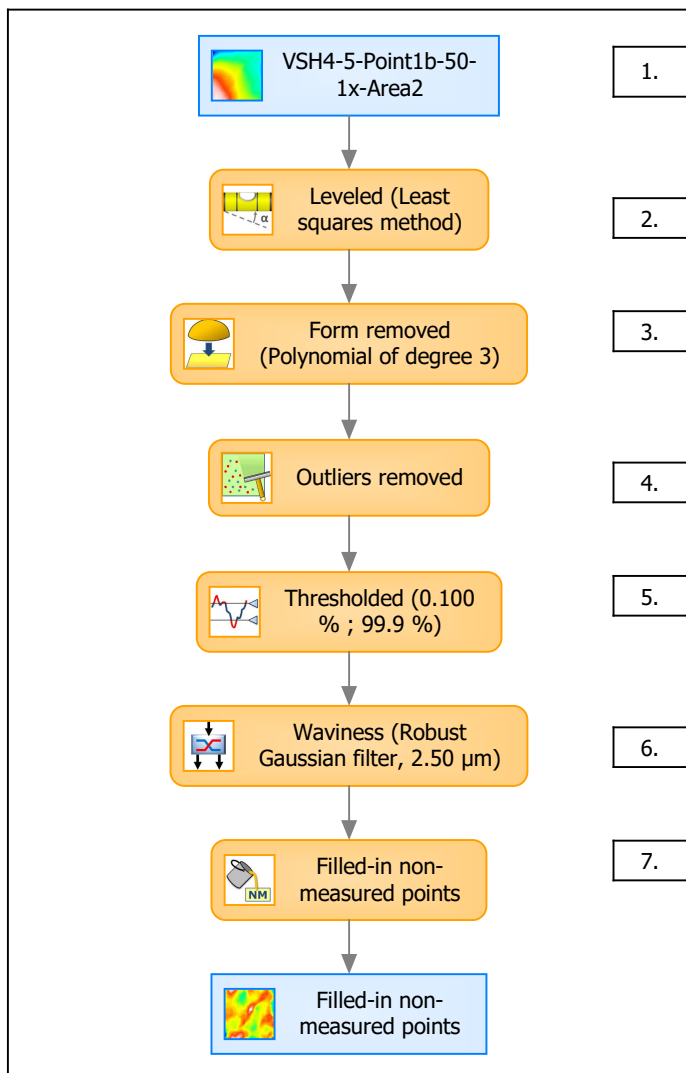 VSH4-5-Point1b-50-
1x-Area2
1.
Leveled (Least
squares method)
α
2.
Form removed
(Polynomial of degree 3)
3.
Outliers removed
4.
Thresholded (0.100
% ; 99.9 %)
5.
Waviness (Robust
Gaussian filter, 2.50 µm)
6.
Filled-in non-
measured points
NM
7.
Filled-in non-
measured points